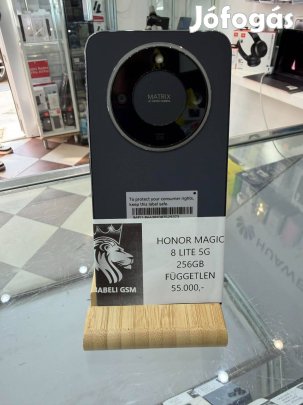 Jófogás
MATRIX
To protect your consumer rights,
keep this label safe.
HONOR MAGIC
8 LITE 5G
256GB
FÜGGETLEN
55.000,-
BABELI GSM